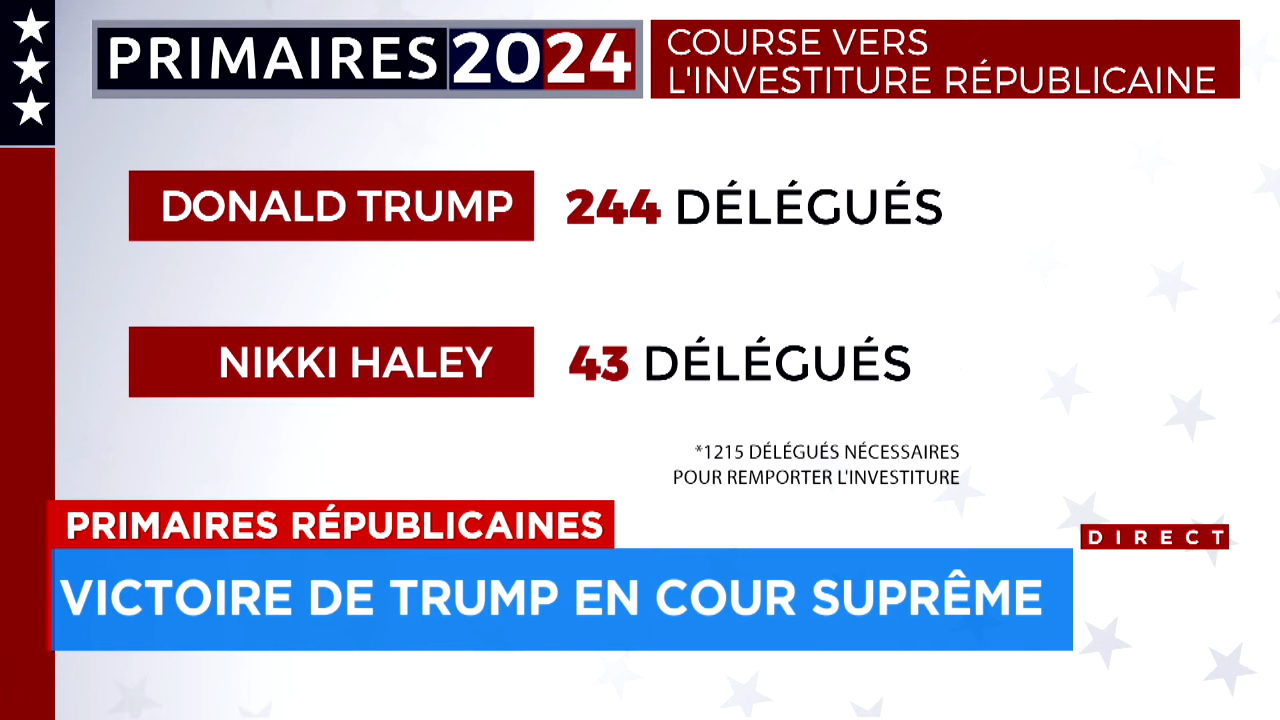 PRIMAIRES 2024
COURSE VERS
L'INVESTITURE RÉPUBLICAINE
DONALD TRUMP 244 DÉLÉGUÉS
NIKKI HALEY 43 DÉLÉGUÉS
*1215 DÉLÉGUÉS NÉCESSAIRES
POUR REMPORTER L'INVESTITURE
PRIMAIRES RÉPUBLICAINES
DIRECT
VICTOIRE DE TRUMP EN COUR SUPRÊME